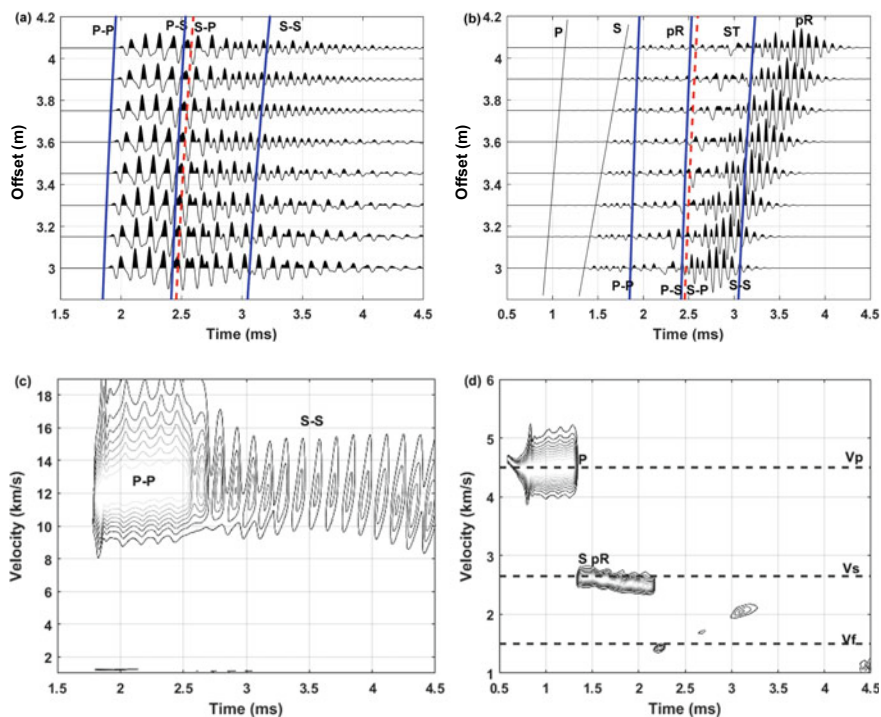 (a)
4.2
4
3.8
3.6
3.4
3.2
3
Offset (m)
P-P
P-S
S-P
S-S
1.5 2 2.5 3 3.5 4 4.5
Time (ms)
(b)
4.2
4
3.8
3.6
3.4
3.2
3
Offset (m)
P
S
pR
ST
pR
P-P
P-S
S-P
S-S
0.5 1 1.5 2 2.5 3 3.5 4 4.5
Time (ms)
(c)
18
16
14
12
10
8
6
4
2
Velocity (km/s)
S-S
P-P
1.5 2 2.5 3 3.5 4 4.5
Time (ms)
(d)
6
5
4
3
2
1
Velocity (km/s)
P
Vp
S pR
Vs
Vf
0.5 1 1.5 2 2.5 3 3.5 4 4.5
Time (ms)